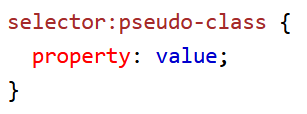 selector:pseudo-class {
  property: value;
}